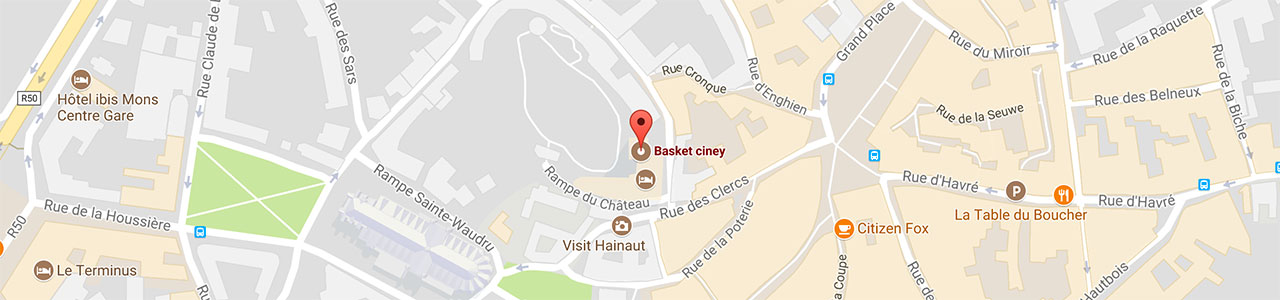 Rue Claude de
Rue des Sars
Grand Place
Rue du Miroir
Rue de la Raquette
R50
Hôtel ibis Mons
Centre Gare
Rue Cronque
Rue d'Enghien
Rue des Belneux
Rue de la Seuwe
Rue de la Biche
Basket ciney
Rampe Sainte-Waudru
Rampe du Château
Rue des Clercs
Rue d'Havré
P
Rue d'Havré
La Table du Boucher
Rue de la Houssière
R50
Visit Hainaut
Rue de la Poterie
Citizen Fox
Le Terminus
la Coupe
Hautbois